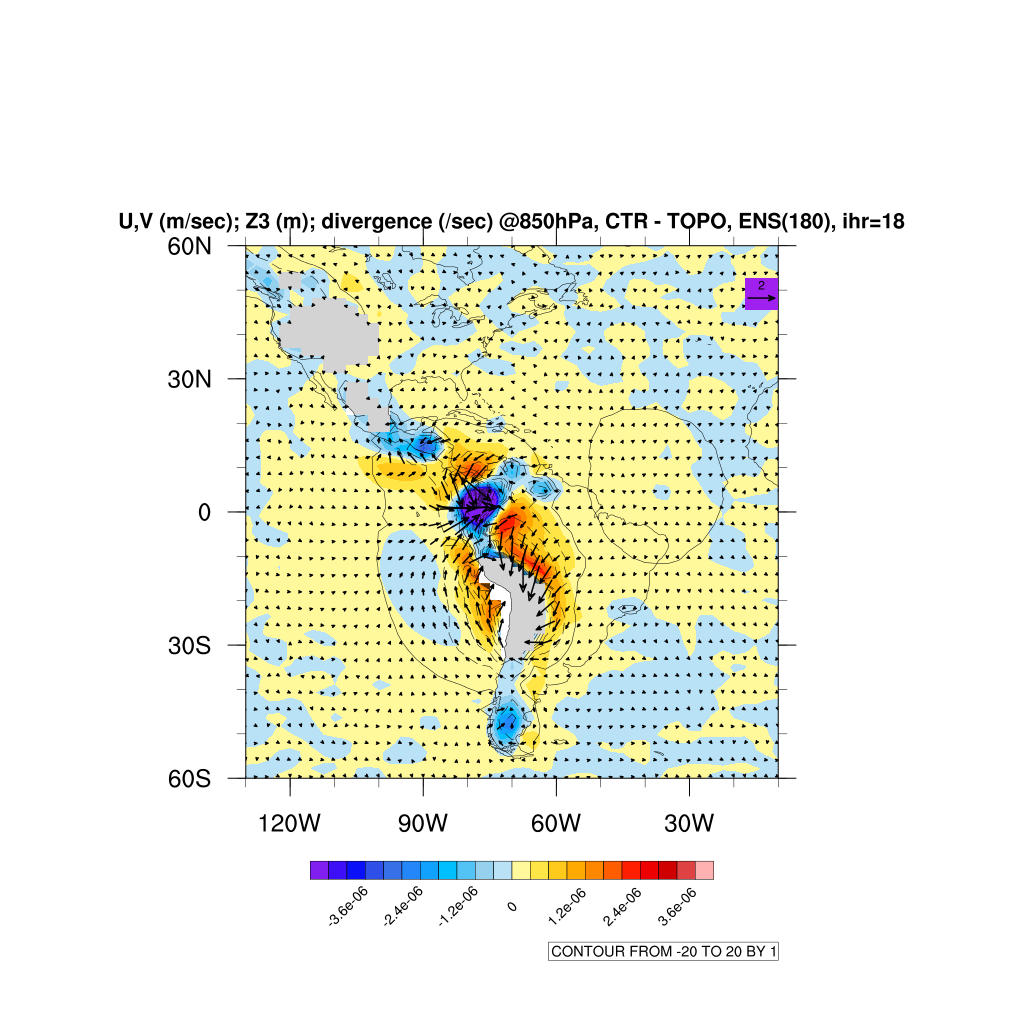 U,V (m/sec); Z3 (m); divergence (/sec) @850hPa, CTR - TOPO, ENS(180), ihr=18
60N
2
30N
0
30S
60S
120W 90W 60W 30W
-3.6e-06 -2.4e-06 -1.2e-06 0 1.2e-06 2.4e-06 3.6e-06
CONTOUR FROM -20 TO 20 BY 1